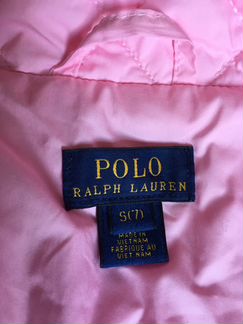 POLO
RALPH LAUREN
S(7)
MADE IN
VIETNAM
FABRIQUE AU
VIET NAM